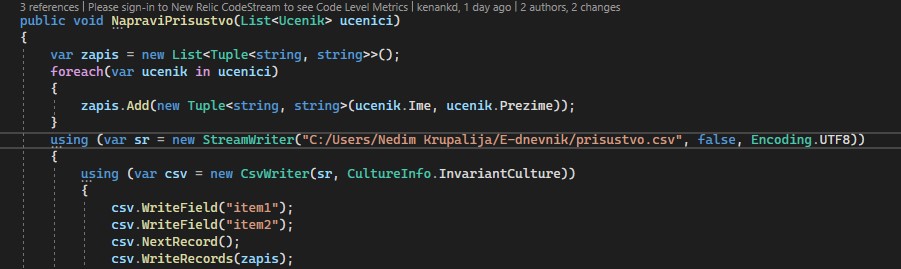 3 references | Please sign-in to New Relic CodeStream to see Code Level Metrics | kenankd, 1 day ago | 2 authors, 2 changes
public void NapraviPrisustvo(List<Ucenik> ucenici)
{
    var zapis = new List<Tuple<string, string>>();
    foreach(var ucenik in ucenici)
    {
        zapis.Add(new Tuple<string, string>(ucenik.Ime, ucenik.Prezime));
    }
    using (var sr = new StreamWriter("C:/Users/Nedim Krupalija/E-dnevnik/prisustvo.csv", false, Encoding.UTF8))
    {
        using (var csv = new CsvWriter(sr, CultureInfo.InvariantCulture))
        {
            csv.WriteField("item1");
            csv.WriteField("item2");
            csv.NextRecord();
            csv.WriteRecords(zapis);